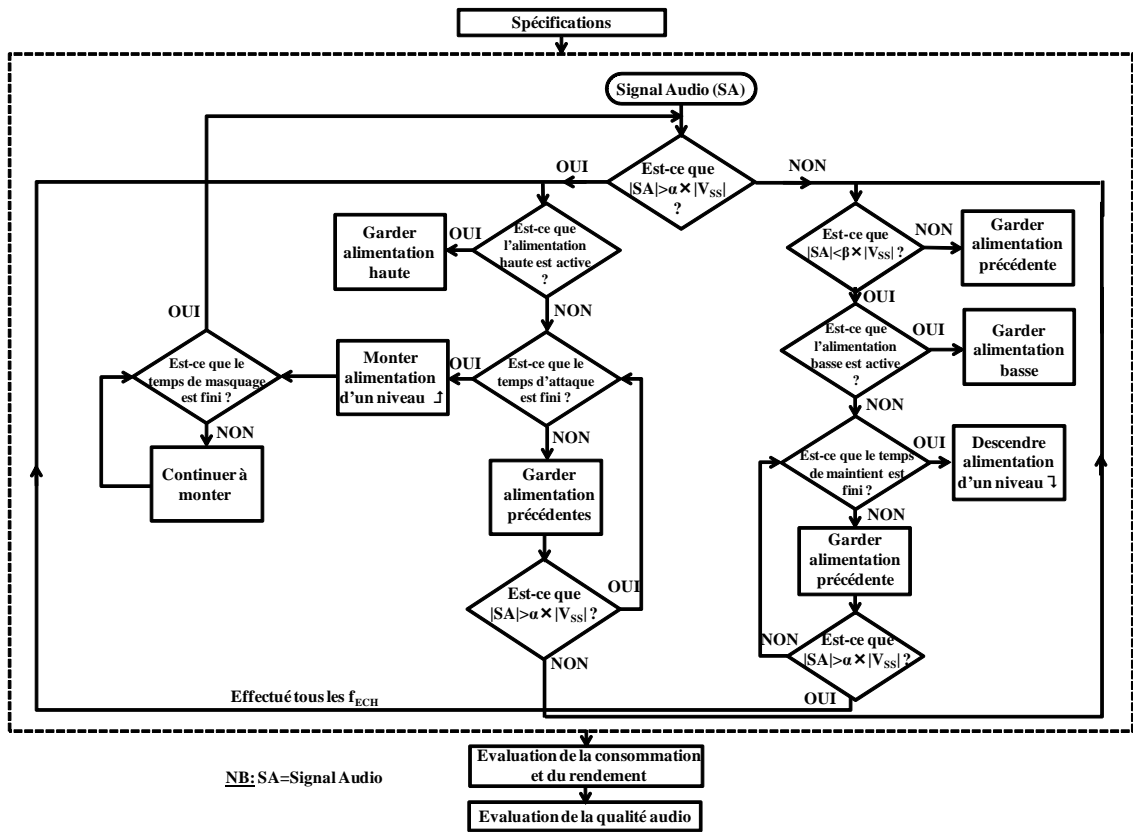 Spécifications
Signal Audio (SA)
Est-ce que
|SA|>α×|VSS|
?
OUI
NON
Est-ce que
l'alimentation
haute est active
?
OUI
Garder
alimentation
haute
NON
Est-ce que
|SA|<β×|VSS| ?
NON
Garder
alimentation
précédente
OUI
Est-ce que
l'alimentation
basse est active
?
OUI
Garder
alimentation
basse
NON
OUI
Est-ce que le
temps de masquage
est fini ?
Monter
alimentation
d'un niveau
OUI
Est-ce que le
temps d'attaque
est fini ?
NON
Continuer à
monter
NON
Garder
alimentation
précédentes
Est-ce que le temps
de maintient est
fini ?
OUI
Descendre
alimentation
d'un niveau
NON
Garder
alimentation
précédente
Est-ce que
|SA|>α×|VSS| ?
OUI
NON
Est-ce que
|SA|>α×|VSS| ?
NON
OUI
Effectué tous les fECH
Evaluation de la consommation
et du rendement
NB: SA=Signal Audio
Evaluation de la qualité audio